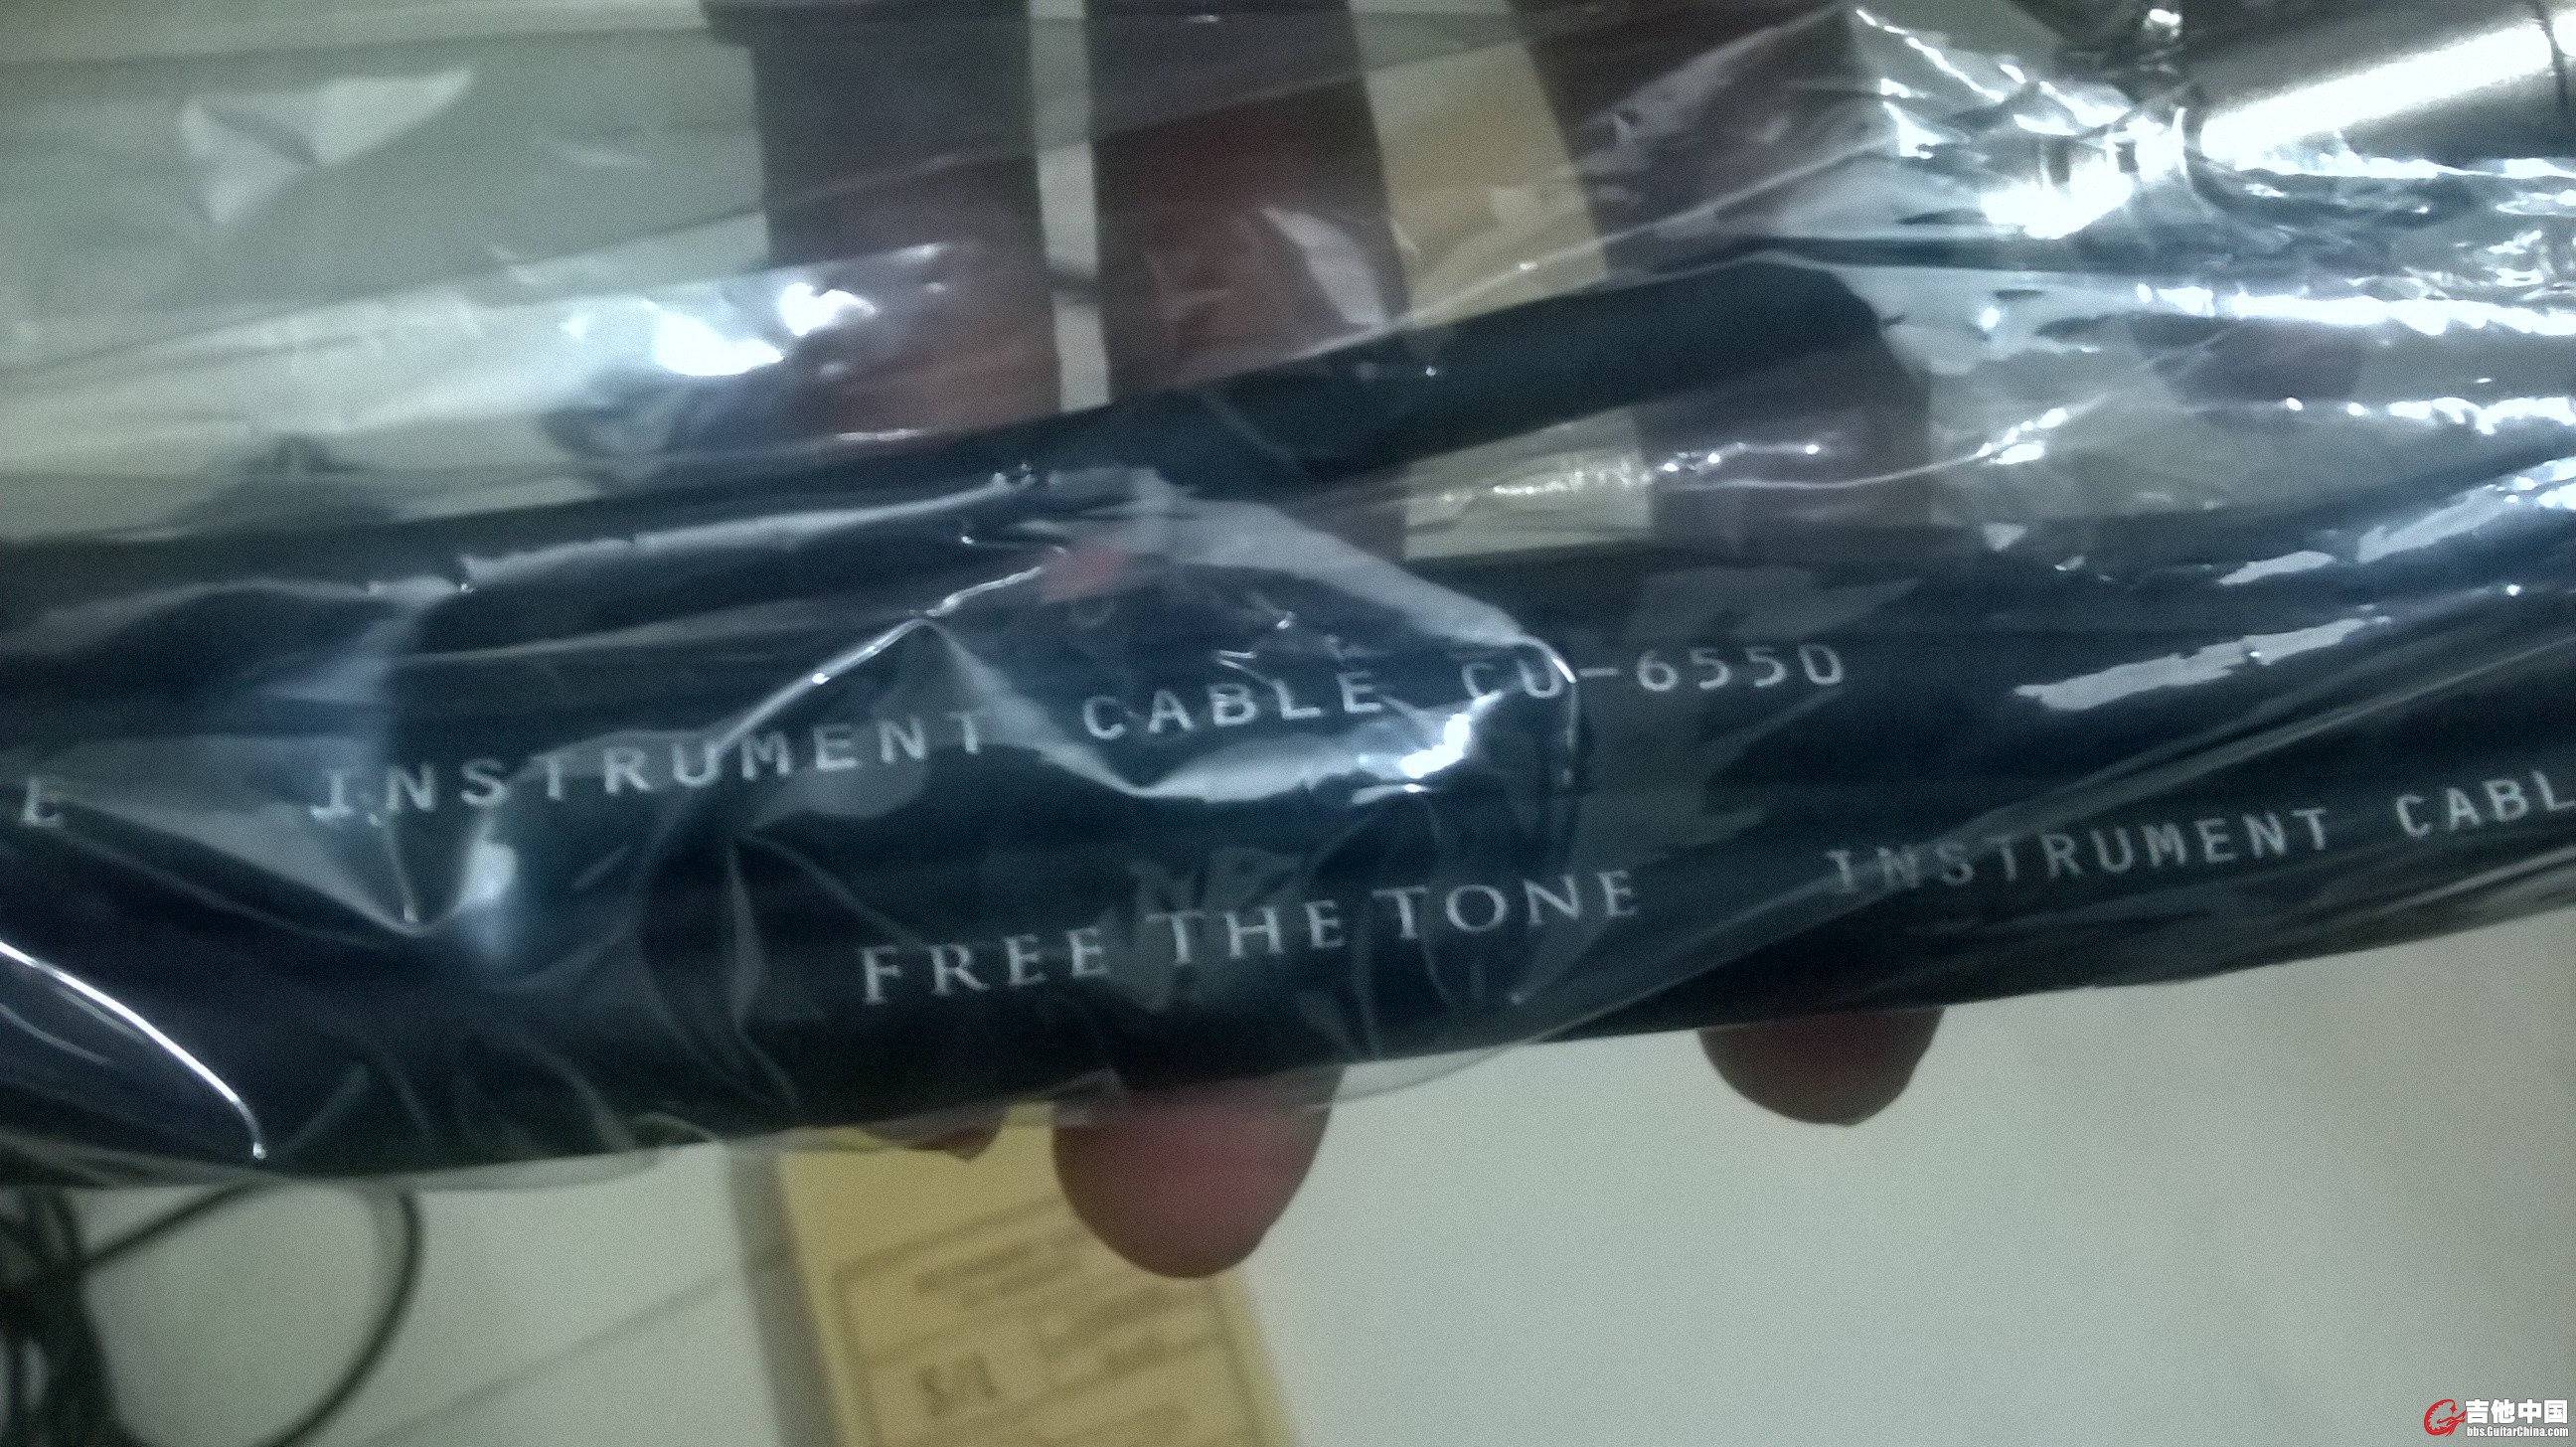 E INSTRUMENT CABLE CU-6550
FREE THE TONE INSTRUMENT CABL
S/L
吉他中国
bbs.GuitarChina.com